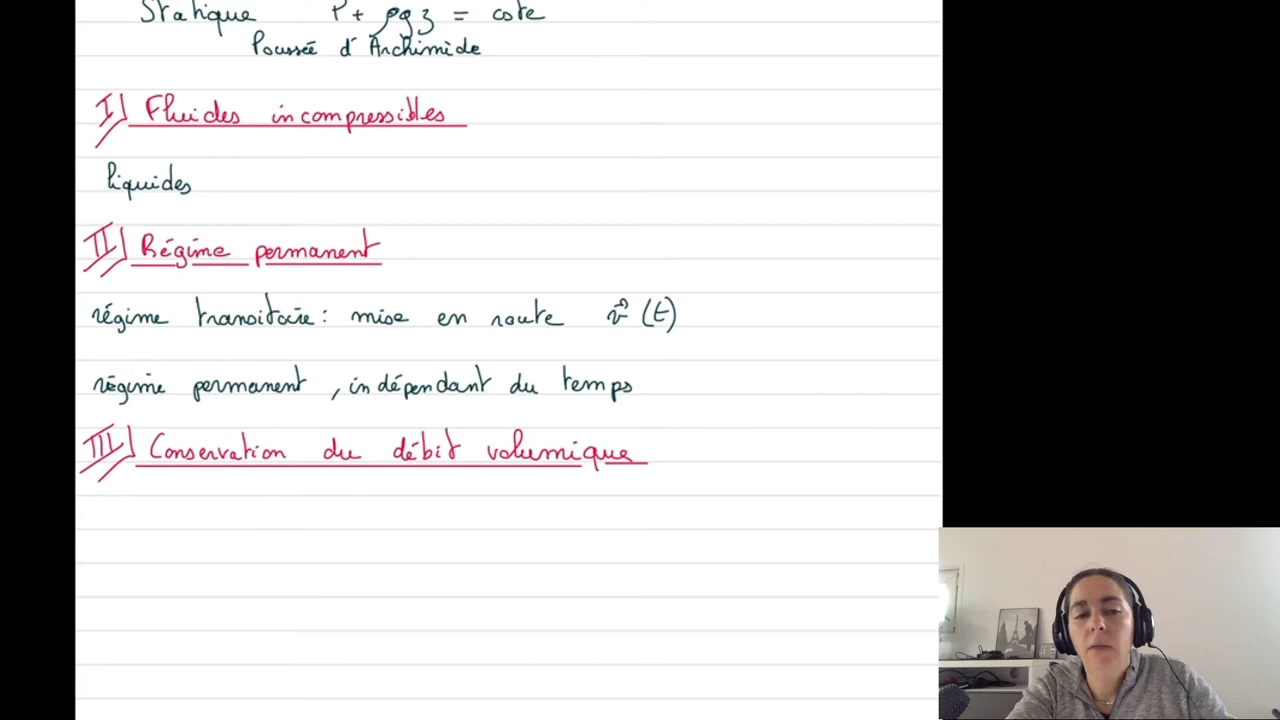 Statique P + ρgz = cste
Poussée d'Archimède
I) Fluides incompressibles
liquides
II) Régime permanent
régime transitoire : mise en route v⃗ (t)
régime permanent, indépendant du temps
III) Conservation du débit volumique